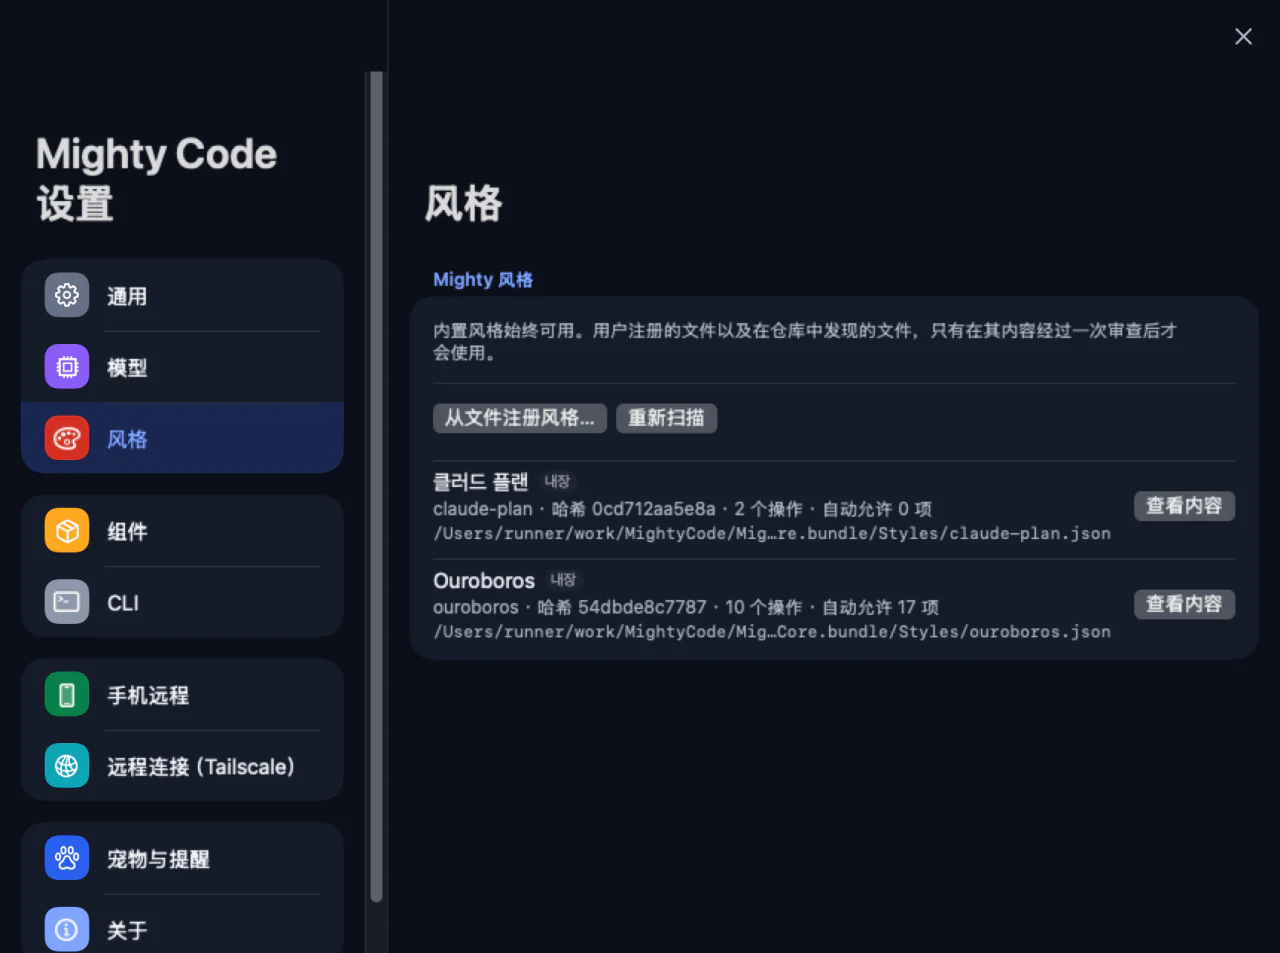 Mighty Code
设置
通用
模型
风格
组件
CLI
手机远程
远程连接 (Tailscale)
宠物与提醒
关于
风格
Mighty 风格
内置风格始终可用。用户注册的文件以及在仓库中发现的文件，只有在其内容经过一次审查后才
会使用。
从文件注册风格... 重新扫描
클러드 플랜 내장
claude-plan · 哈希 0cd712aa5e8a · 2 个操作 · 自动允许 0 项
/Users/runner/work/MightyCode/Mig…re.bundle/Styles/claude-plan.json
查看内容
Ouroboros 내장
ouroboros · 哈希 54dbde8c7787 · 10 个操作 · 自动允许 17 项
/Users/runner/work/MightyCode/Mig…Core.bundle/Styles/ouroboros.json
查看内容